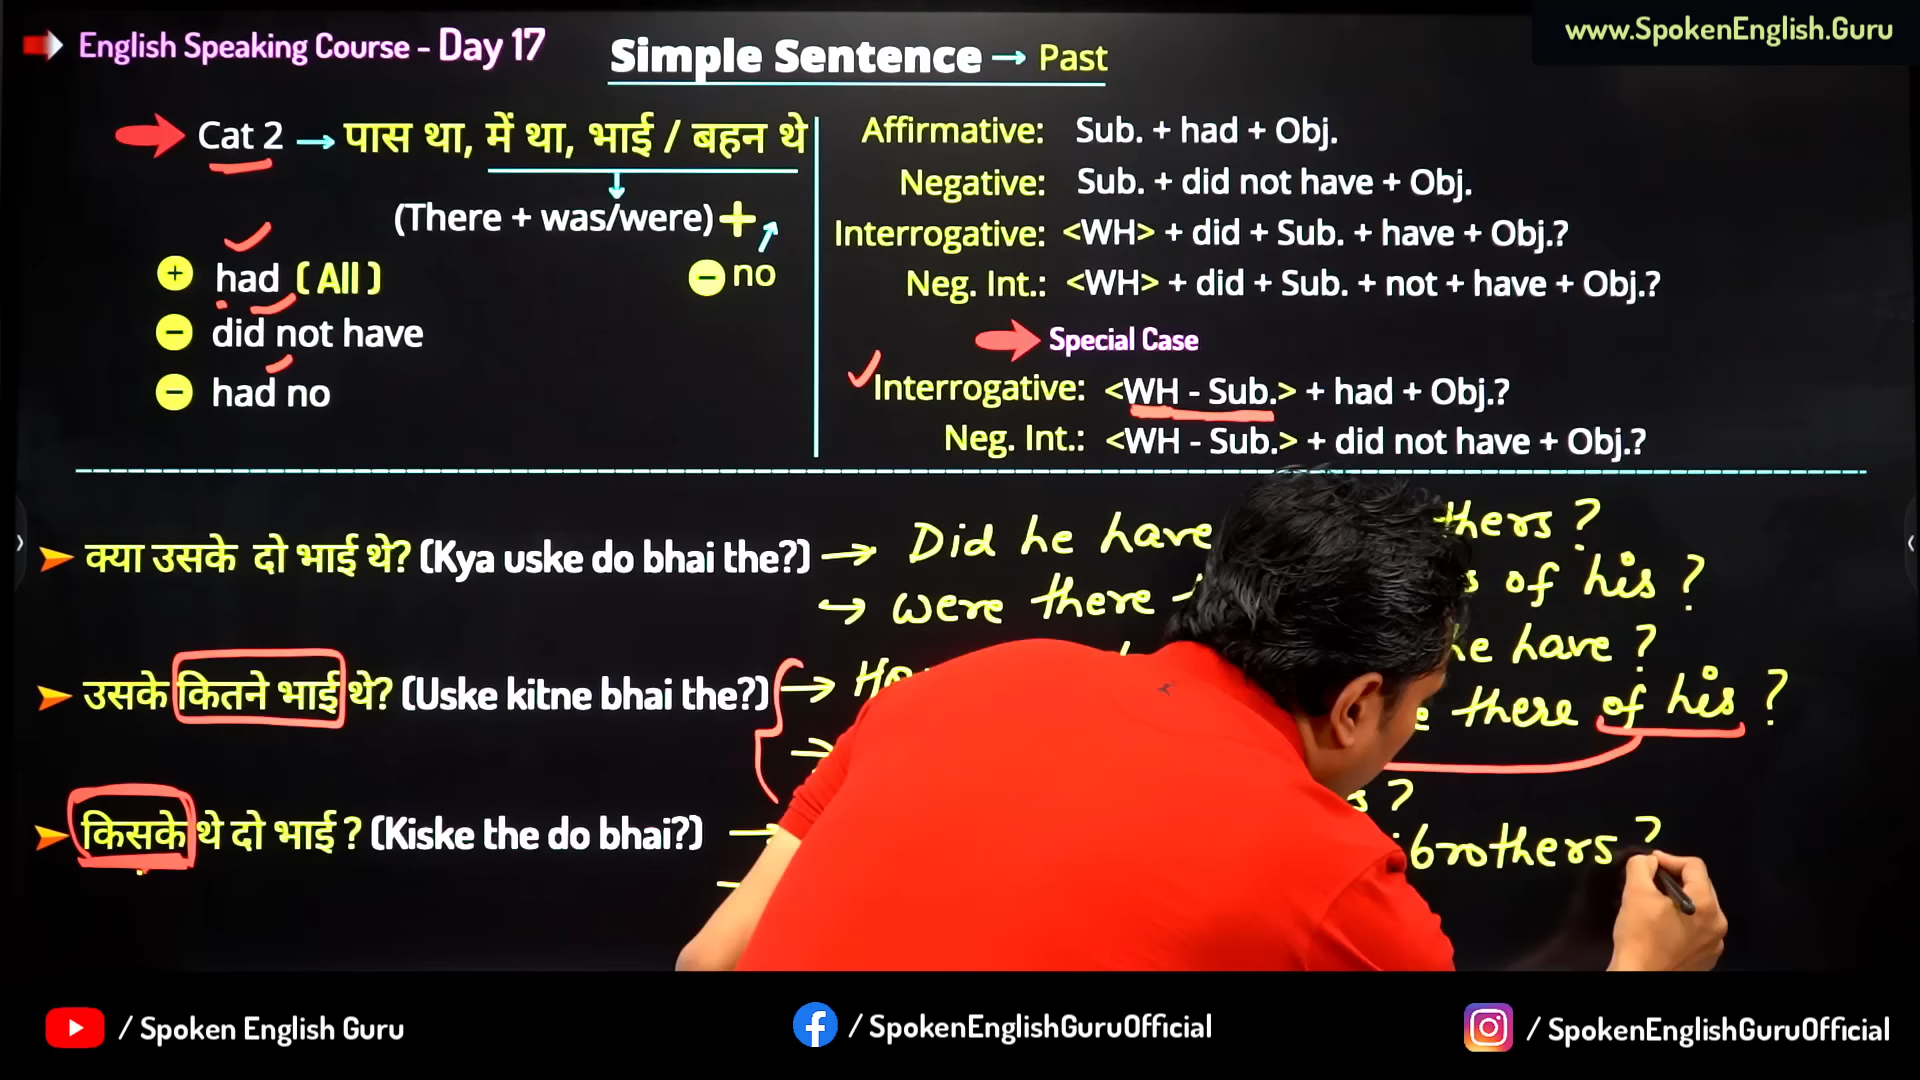 English Speaking Course - Day 17
Simple Sentence → Past
www.SpokenEnglish.Guru
Cat 2 → पास था, में था, भाई / बहन थे
(There + was/were) +
- no
+ had ( All )
- did not have
- had no
Affirmative: Sub. + had + Obj.
Negative: Sub. + did not have + Obj.
Interrogative: <WH> + did + Sub. + have + Obj.?
Neg. Int.: <WH> + did + Sub. + not + have + Obj.?
Special Case
Interrogative: <WH - Sub.> + had + Obj.?
Neg. Int.: <WH - Sub.> + did not have + Obj.?
क्या उसके दो भाई थे? (Kya uske do bhai the?) → Did he have ?
→ were there of his ?
उसके कितने भाई थे? (Uske kitne bhai the?) → have ?
→ there of his ?
किसके थे दो भाई ? (Kiske the do bhai?) → ?
brothers ?
/ Spoken English Guru
/ SpokenEnglishGuruOfficial
/ SpokenEnglishGuruOfficial